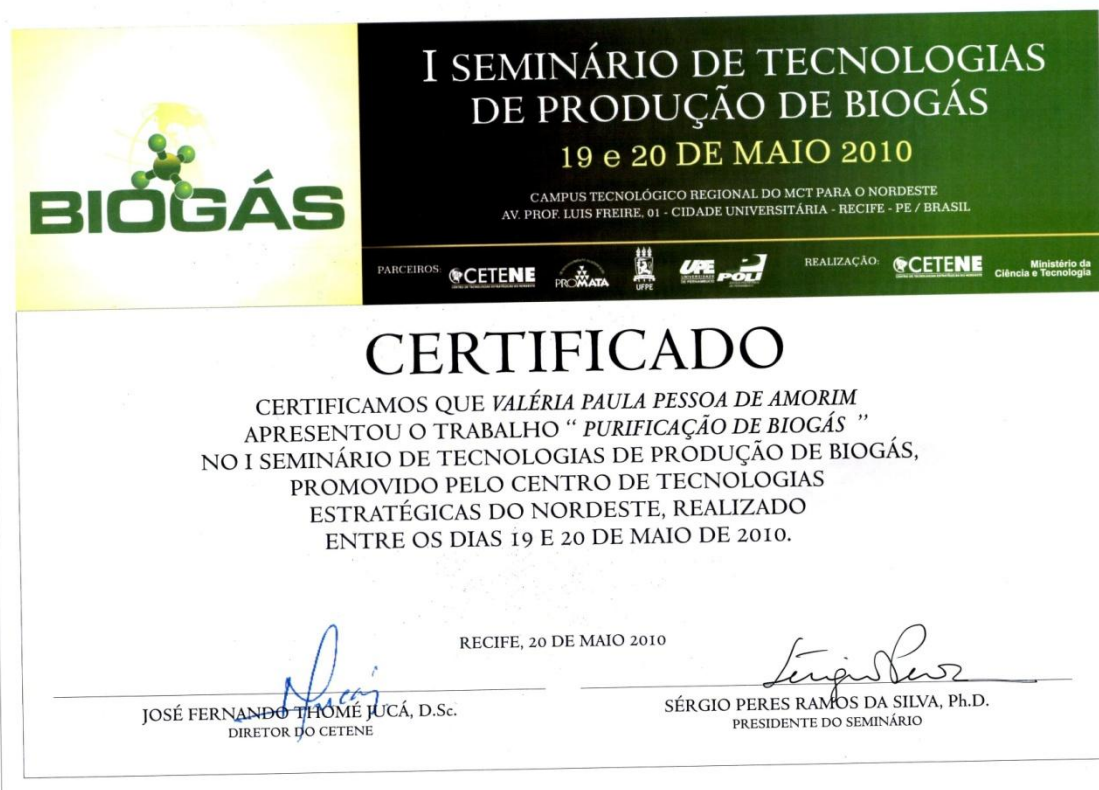 BIOGÁS
I SEMINÁRIO DE TECNOLOGIAS
DE PRODUÇÃO DE BIOGÁS
19 e 20 DE MAIO 2010
CAMPUS TECNOLÓGICO REGIONAL DO MCT PARA O NORDESTE
AV. PROF. LUIS FREIRE, 01 - CIDADE UNIVERSITÁRIA - RECIFE - PE / BRASIL
PARCEIROS: CETENE PROMATA UFPE UPE POLI REALIZAÇÃO: CETENE Ministério da
Ciência e Tecnologia
CERTIFICADO
CERTIFICAMOS QUE VALÉRIA PAULA PESSOA DE AMORIM
APRESENTOU O TRABALHO “ PURIFICAÇÃO DE BIOGÁS ”
NO I SEMINÁRIO DE TECNOLOGIAS DE PRODUÇÃO DE BIOGÁS,
PROMOVIDO PELO CENTRO DE TECNOLOGIAS
ESTRATÉGICAS DO NORDESTE, REALIZADO
ENTRE OS DIAS 19 E 20 DE MAIO DE 2010.
RECIFE, 20 DE MAIO 2010
Jucá
Sérgio Peres
JOSÉ FERNANDO THOMÉ JUCÁ, D.Sc.
DIRETOR DO CETENE
SÉRGIO PERES RAMOS DA SILVA, Ph.D.
PRESIDENTE DO SEMINÁRIO